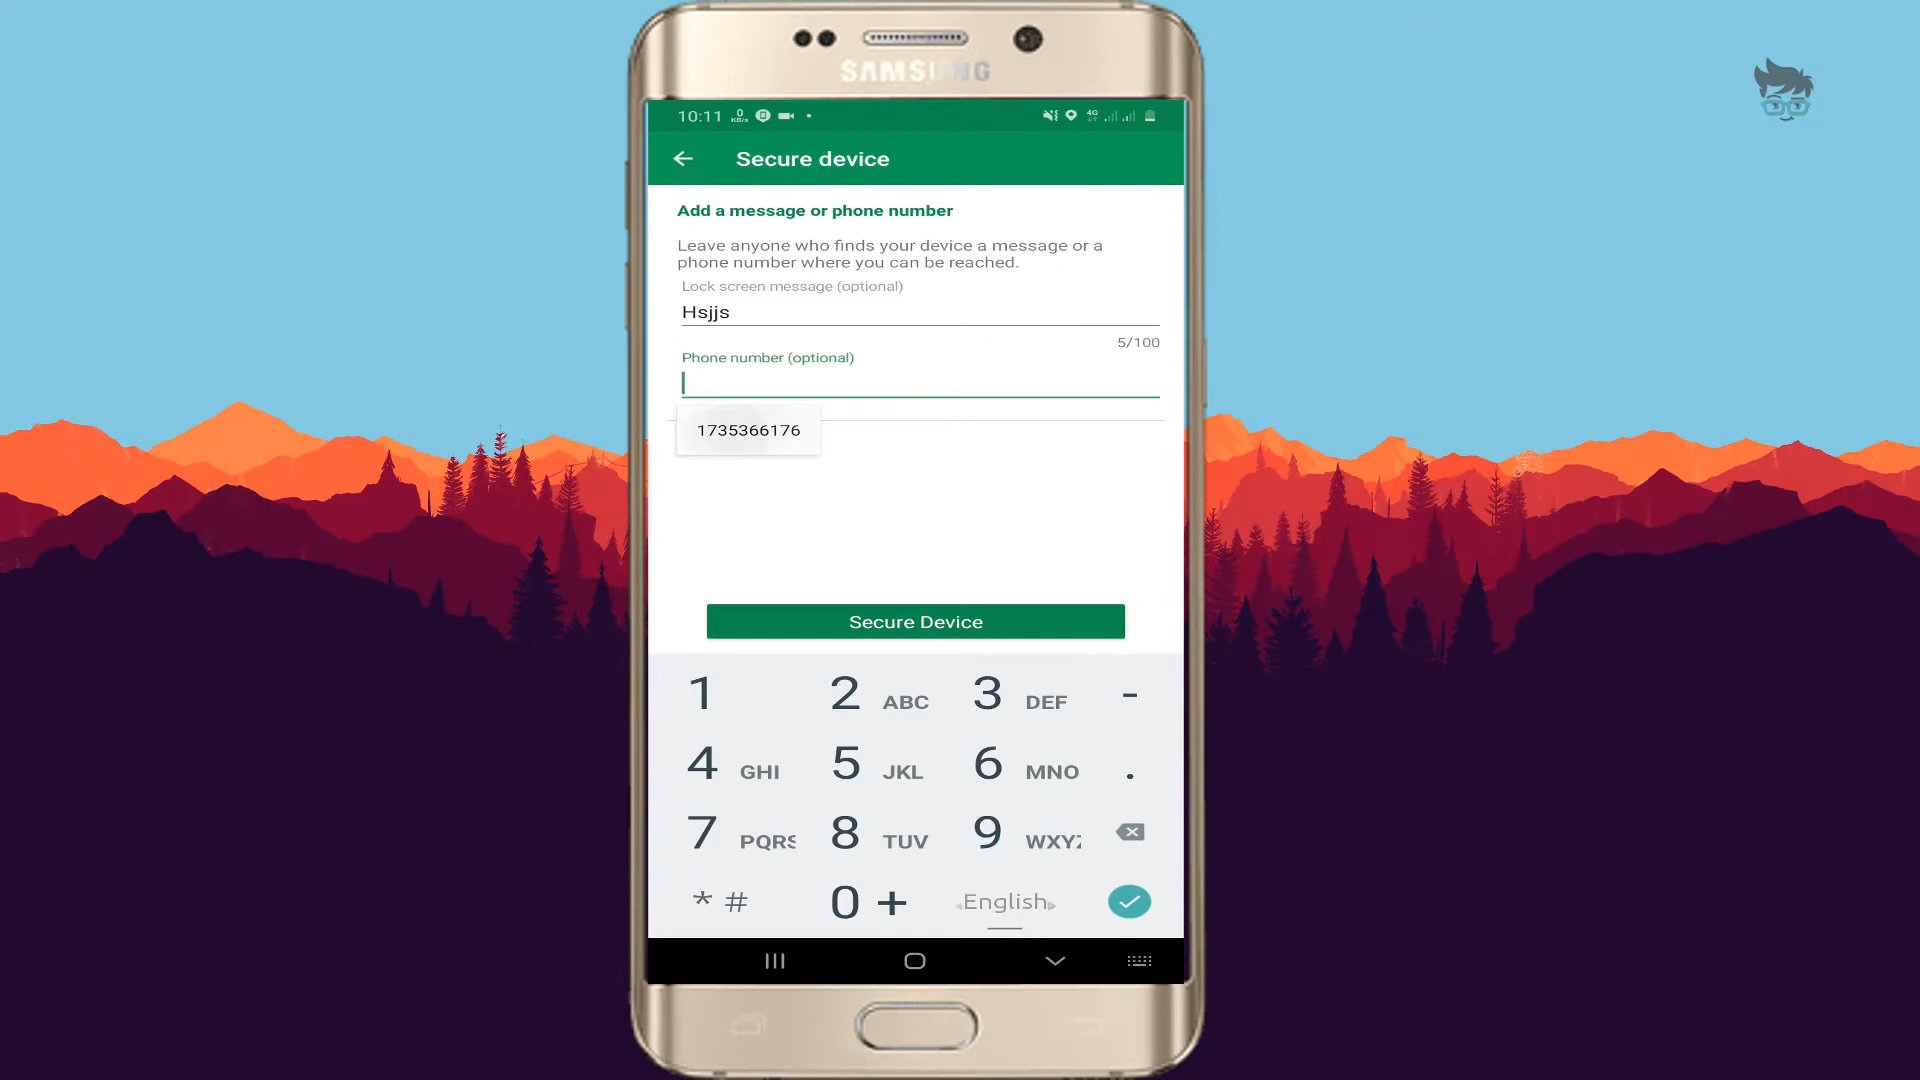 SAMSUNG
10:11 0 KB/s 4G
Secure device
Add a message or phone number
Leave anyone who finds your device a message or a
phone number where you can be reached.
Lock screen message (optional)
Hsjjs
5/100
Phone number (optional)
1735366176
Secure Device
1 2 ABC 3 DEF -
4 GHI 5 JKL 6 MNO .
7 PQRS 8 TUV 9 WXYZ
* # 0 + English